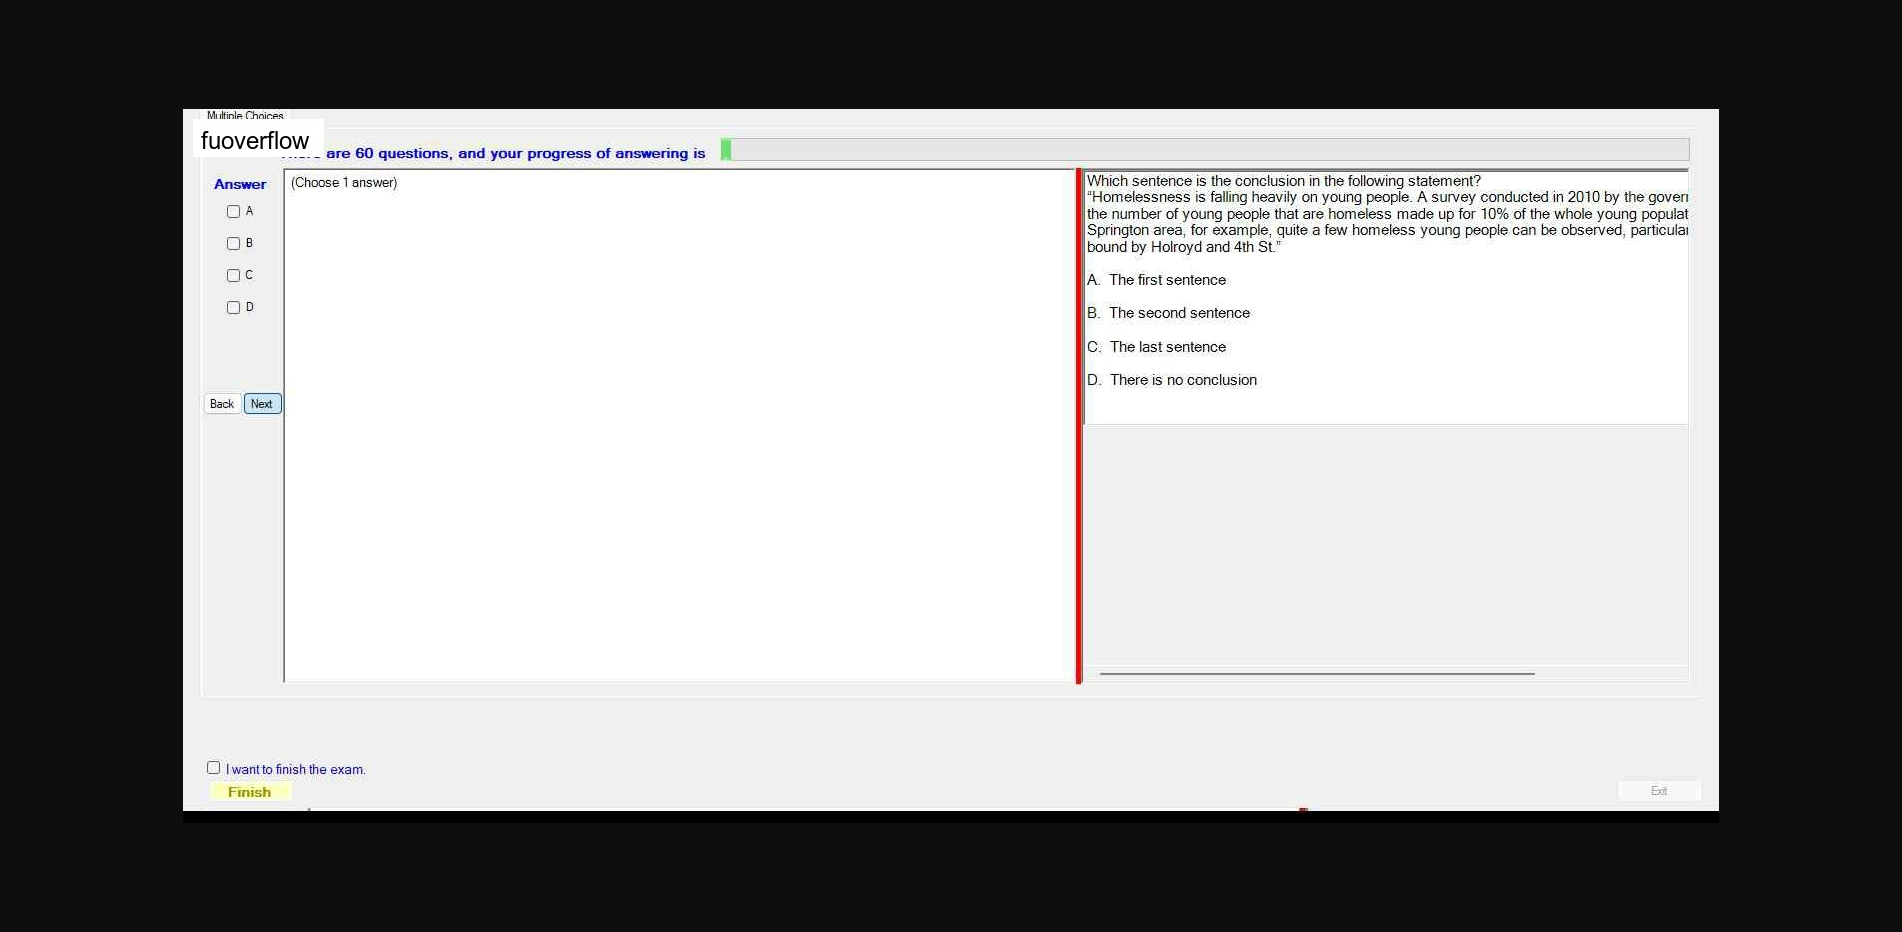 Multiple Choices
fuoverflow
are 60 questions, and your progress of answering is
Answer
(Choose 1 answer)
A
B
C
D
Back
Next
Which sentence is the conclusion in the following statement?
“Homelessness is falling heavily on young people. A survey conducted in 2010 by the gover
the number of young people that are homeless made up for 10% of the whole young populat
Springton area, for example, quite a few homeless young people can be observed, particular
bound by Holroyd and 4th St.”
A. The first sentence
B. The second sentence
C. The last sentence
D. There is no conclusion
I want to finish the exam.
Finish
Exit